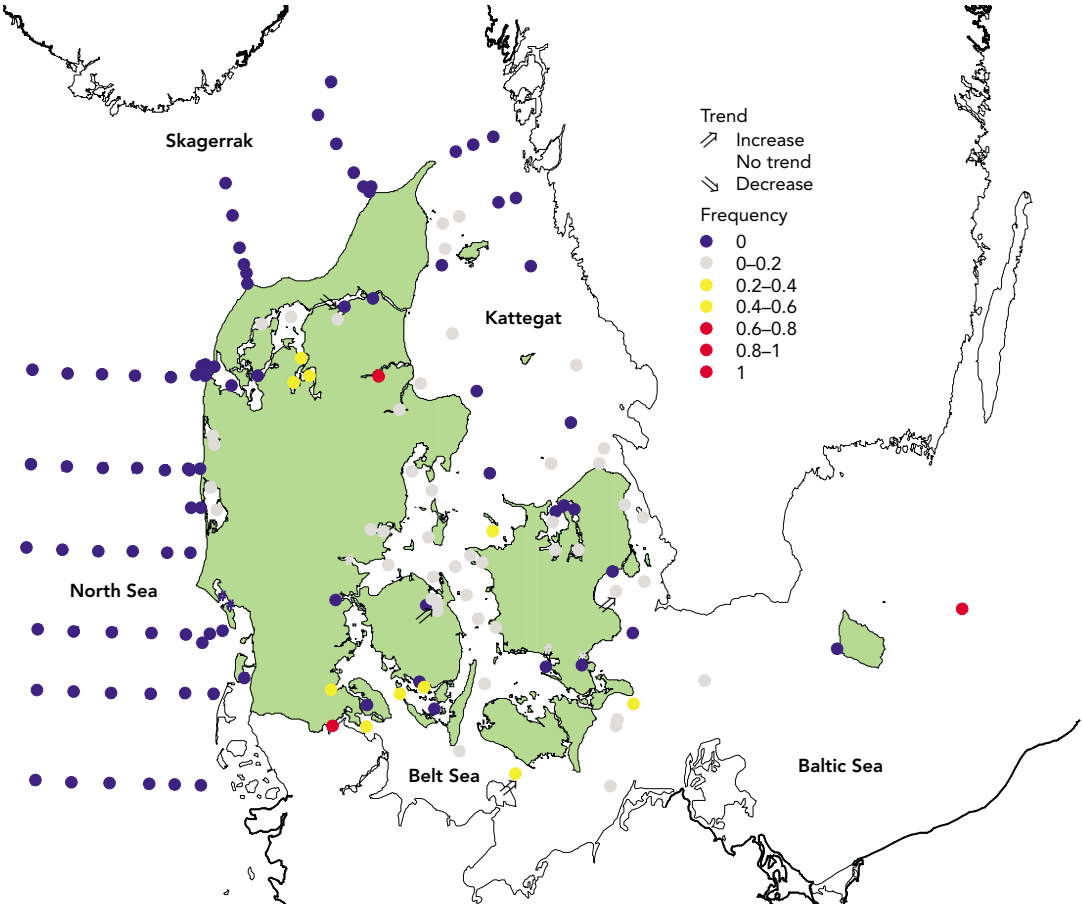 Skagerrak
Trend
Increase
No trend
Decrease
Frequency
0
0–0.2
0.2–0.4
0.4–0.6
0.6–0.8
0.8–1
1
Kattegat
North Sea
Belt Sea
Baltic Sea